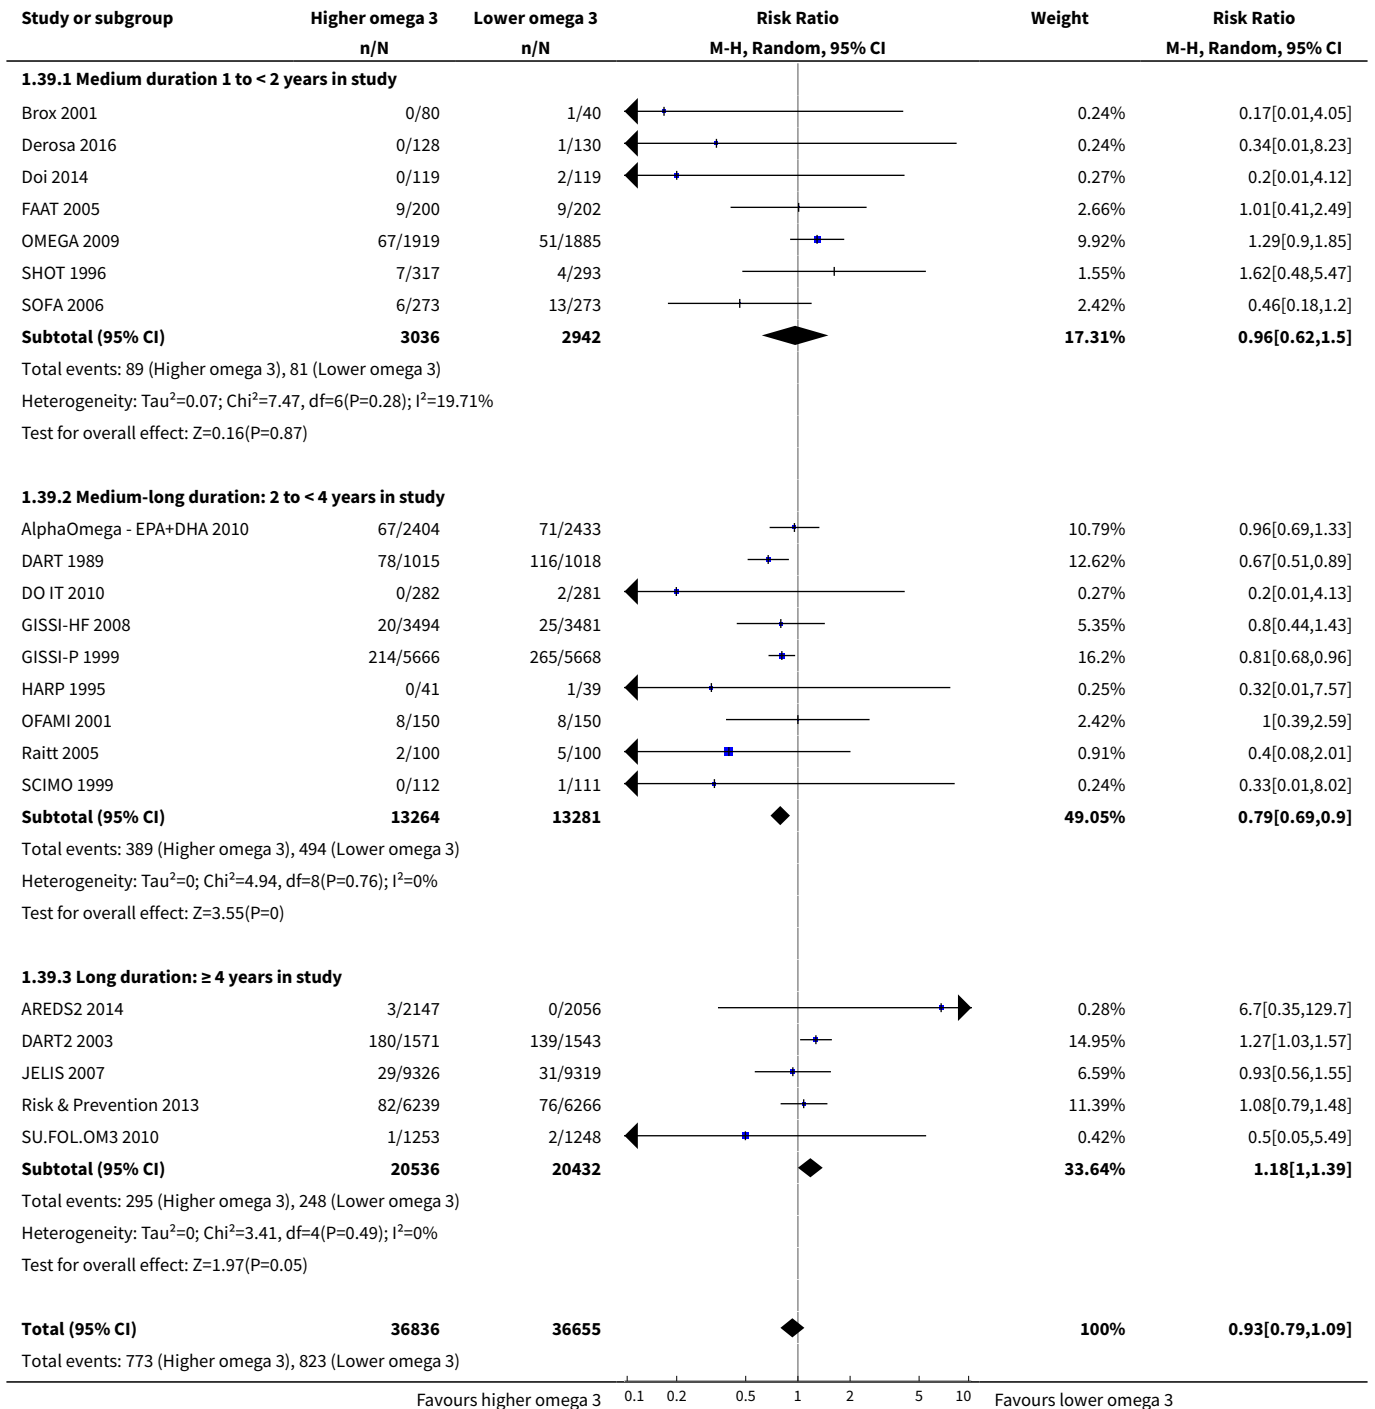 Study or subgroup Higher omega 3 Lower omega 3 Risk Ratio Weight Risk Ratio
n/N n/N M-H, Random, 95% CI M-H, Random, 95% CI
1.39.1 Medium duration 1 to < 2 years in study
Brox 2001 0/80 1/40 0.24% 0.17[0.01,4.05]
Derosa 2016 0/128 1/130 0.24% 0.34[0.01,8.23]
Doi 2014 0/119 2/119 0.27% 0.2[0.01,4.12]
FAAT 2005 9/200 9/202 2.66% 1.01[0.41,2.49]
OMEGA 2009 67/1919 51/1885 9.92% 1.29[0.9,1.85]
SHOT 1996 7/317 4/293 1.55% 1.62[0.48,5.47]
SOFA 2006 6/273 13/273 2.42% 0.46[0.18,1.2]
Subtotal (95% CI) 3036 2942 17.31% 0.96[0.62,1.5]
Total events: 89 (Higher omega 3), 81 (Lower omega 3)
Heterogeneity: Tau²=0.07; Chi²=7.47, df=6(P=0.28); I²=19.71%
Test for overall effect: Z=0.16(P=0.87)
1.39.2 Medium-long duration: 2 to < 4 years in study
AlphaOmega - EPA+DHA 2010 67/2404 71/2433 10.79% 0.96[0.69,1.33]
DART 1989 78/1015 116/1018 12.62% 0.67[0.51,0.89]
DO IT 2010 0/282 2/281 0.27% 0.2[0.01,4.13]
GISSI-HF 2008 20/3494 25/3481 5.35% 0.8[0.44,1.43]
GISSI-P 1999 214/5666 265/5668 16.2% 0.81[0.68,0.96]
HARP 1995 0/41 1/39 0.25% 0.32[0.01,7.57]
OFAMI 2001 8/150 8/150 2.42% 1[0.39,2.59]
Raitt 2005 2/100 5/100 0.91% 0.4[0.08,2.01]
SCIMO 1999 0/112 1/111 0.24% 0.33[0.01,8.02]
Subtotal (95% CI) 13264 13281 49.05% 0.79[0.69,0.9]
Total events: 389 (Higher omega 3), 494 (Lower omega 3)
Heterogeneity: Tau²=0; Chi²=4.94, df=8(P=0.76); I²=0%
Test for overall effect: Z=3.55(P=0)
1.39.3 Long duration: ≥ 4 years in study
AREDS2 2014 3/2147 0/2056 0.28% 6.7[0.35,129.7]
DART2 2003 180/1571 139/1543 14.95% 1.27[1.03,1.57]
JELIS 2007 29/9326 31/9319 6.59% 0.93[0.56,1.55]
Risk & Prevention 2013 82/6239 76/6266 11.39% 1.08[0.79,1.48]
SU.FOL.OM3 2010 1/1253 2/1248 0.42% 0.5[0.05,5.49]
Subtotal (95% CI) 20536 20432 33.64% 1.18[1,1.39]
Total events: 295 (Higher omega 3), 248 (Lower omega 3)
Heterogeneity: Tau²=0; Chi²=3.41, df=4(P=0.49); I²=0%
Test for overall effect: Z=1.97(P=0.05)
Total (95% CI) 36836 36655 100% 0.93[0.79,1.09]
Total events: 773 (Higher omega 3), 823 (Lower omega 3)
Favours higher omega 3 0.1 0.2 0.5 1 2 5 10 Favours lower omega 3